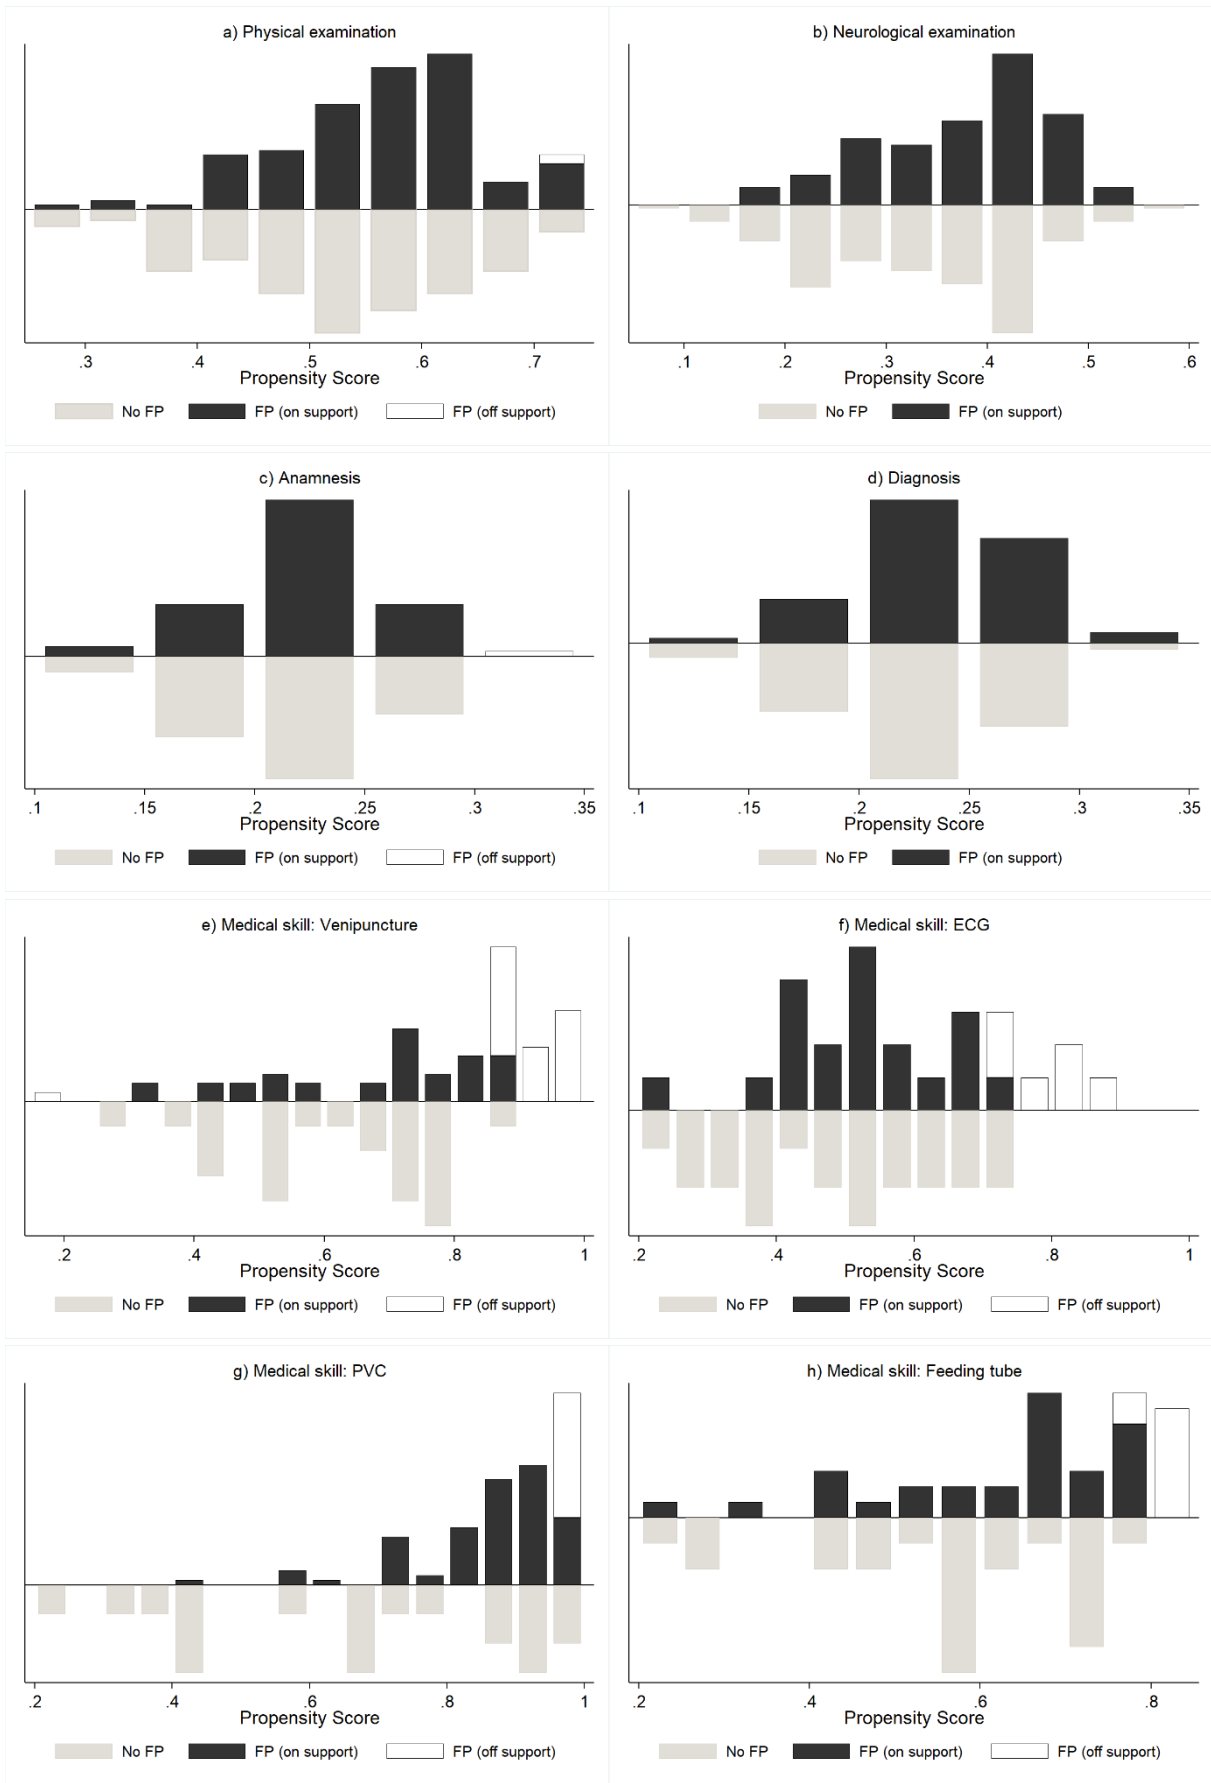 a) Physical examination
.3 .4 .5 .6 .7
Propensity Score
No FP FP (on support) FP (off support)
b) Neurological examination
.1 .2 .3 .4 .5 .6
Propensity Score
No FP FP (on support)
c) Anamnesis
.1 .15 .2 .25 .3 .35
Propensity Score
No FP FP (on support) FP (off support)
d) Diagnosis
.1 .15 .2 .25 .3 .35
Propensity Score
No FP FP (on support)
e) Medical skill: Venipuncture
.2 .4 .6 .8 1
Propensity Score
No FP FP (on support) FP (off support)
f) Medical skill: ECG
.2 .4 .6 .8 1
Propensity Score
No FP FP (on support) FP (off support)
g) Medical skill: PVC
.2 .4 .6 .8 1
Propensity Score
No FP FP (on support) FP (off support)
h) Medical skill: Feeding tube
.2 .4 .6 .8
Propensity Score
No FP FP (on support) FP (off support)